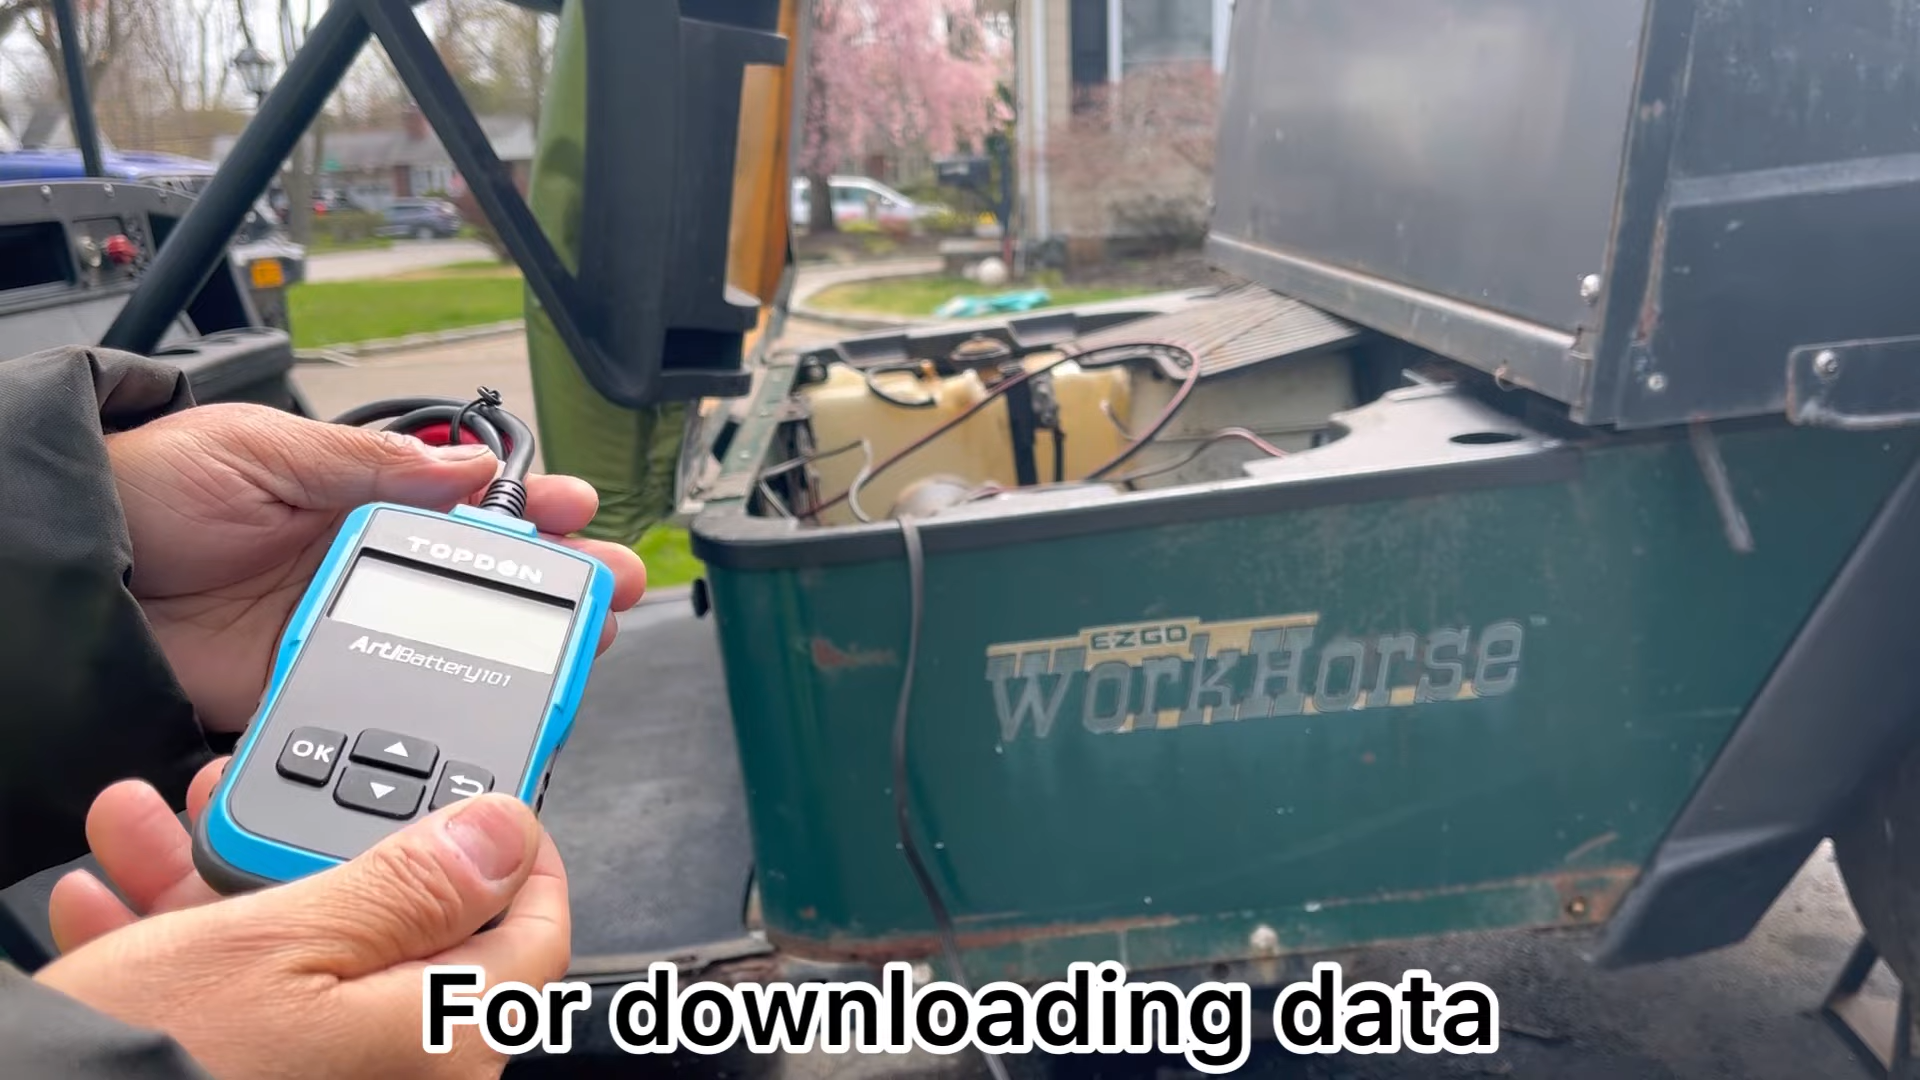 TOPDON
ArtiBattery101
OK
EZGO
WorkHorse
For downloading data